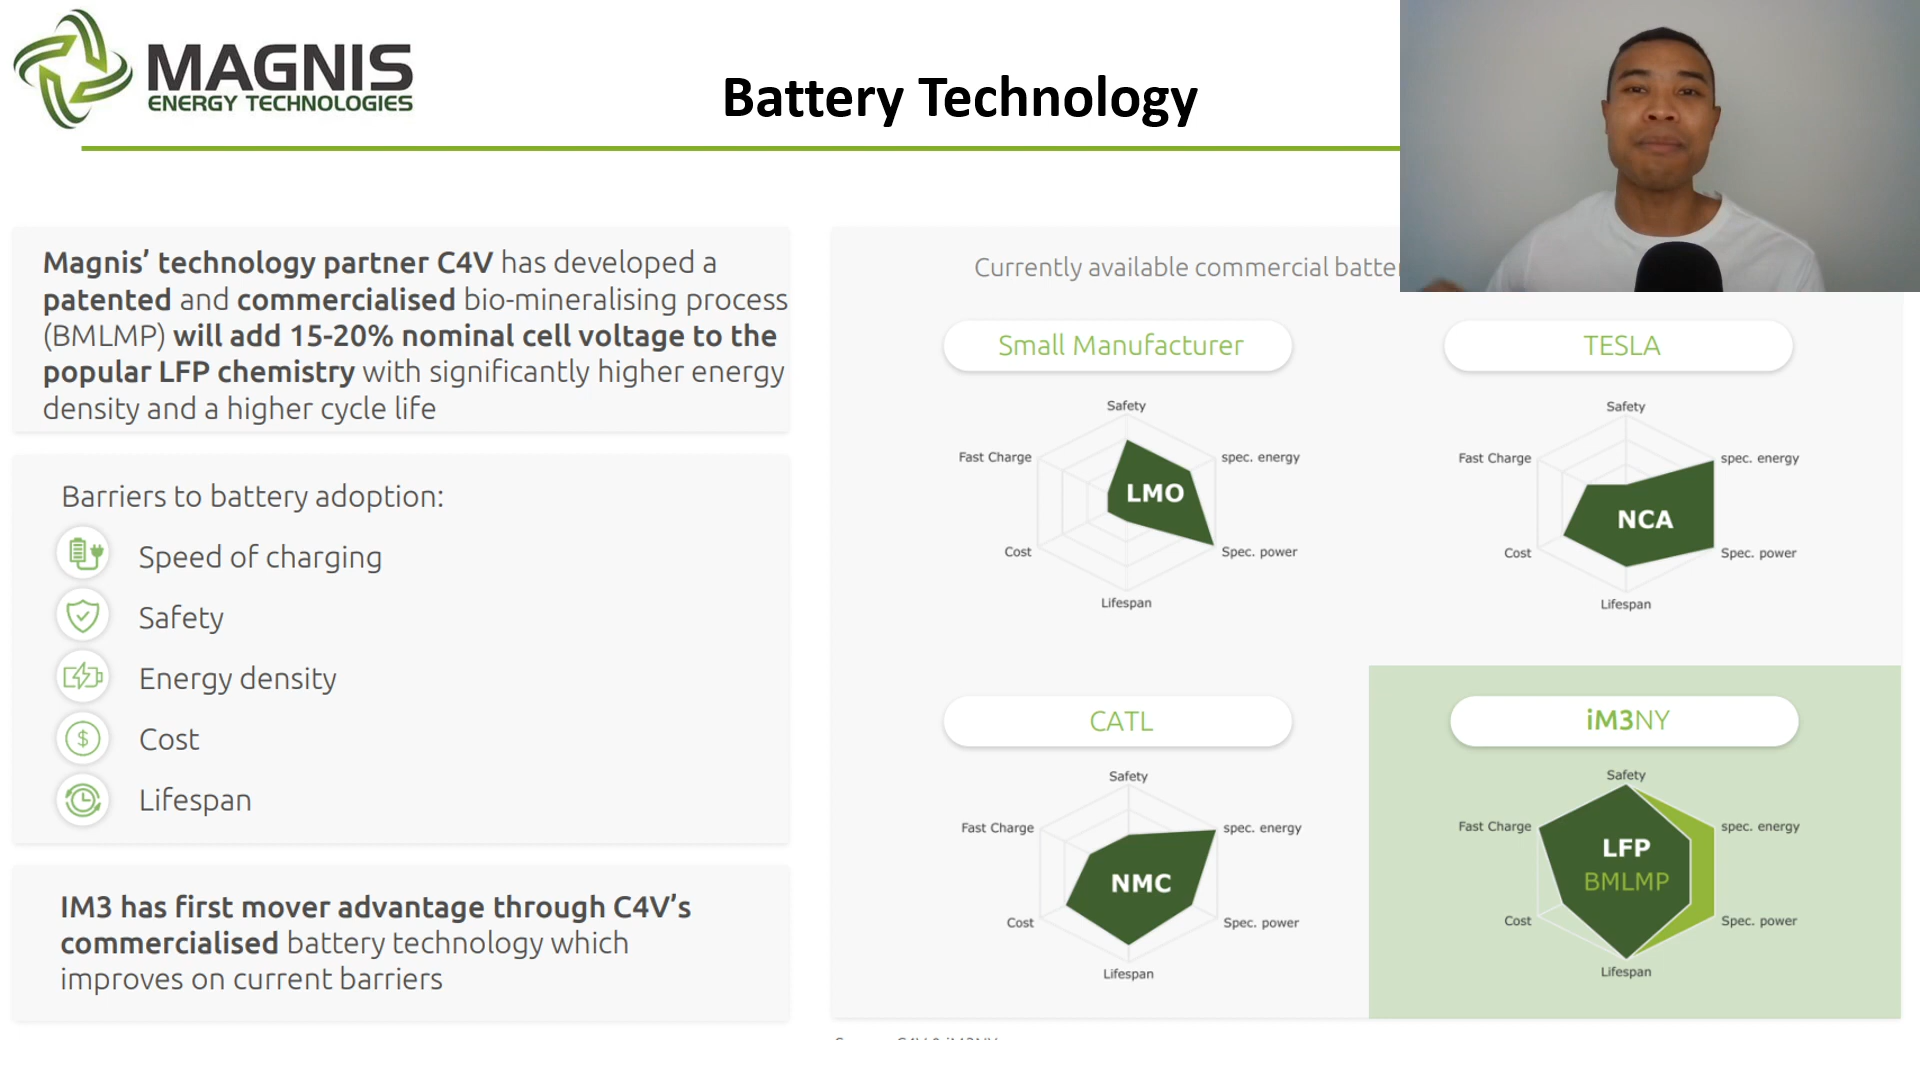 MAGNIS
ENERGY TECHNOLOGIES
Battery Technology
Magnis’ technology partner C4V has developed a
patented and commercialised bio-mineralising process
(BMLMP) will add 15-20% nominal cell voltage to the
popular LFP chemistry with significantly higher energy
density and a higher cycle life
Barriers to battery adoption:
Speed of charging
Safety
Energy density
$
Cost
Lifespan
IM3 has first mover advantage through C4V’s
commercialised battery technology which
improves on current barriers
Currently available commercial
Small Manufacturer
Safety
Fast Charge
spec. energy
LMO
Cost
Spec. power
Lifespan
TESLA
Safety
Fast Charge
spec. energy
NCA
Cost
Spec. power
Lifespan
CATL
Safety
Fast Charge
spec. energy
NMC
Cost
Spec. power
Lifespan
iM3NY
Safety
Fast Charge
spec. energy
LFP
BMLMP
Cost
Spec. power
Lifespan